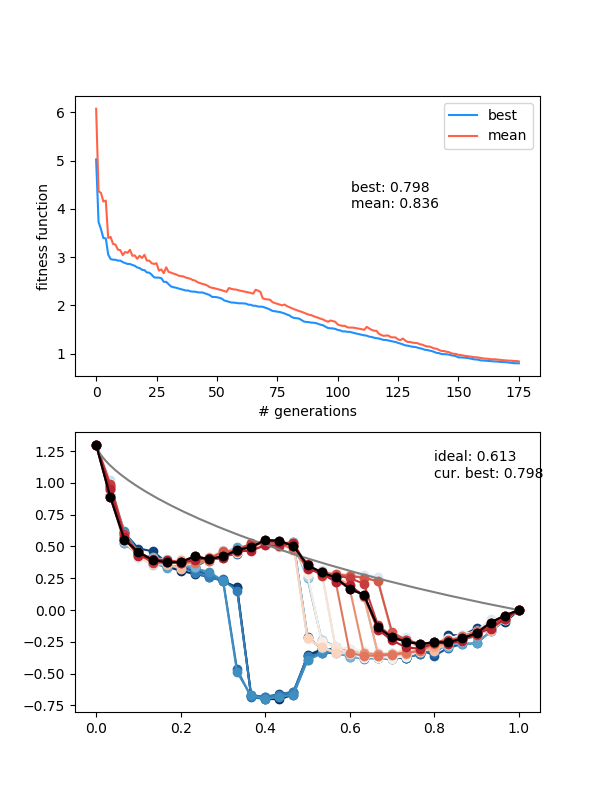 6
5
4
3
2
1
fitness function
best
mean
best: 0.798
mean: 0.836
0 25 50 75 100 125 150 175
# generations
1.25
1.00
0.75
0.50
0.25
0.00
−0.25
−0.50
−0.75
ideal: 0.613
cur. best: 0.798
0.0 0.2 0.4 0.6 0.8 1.0